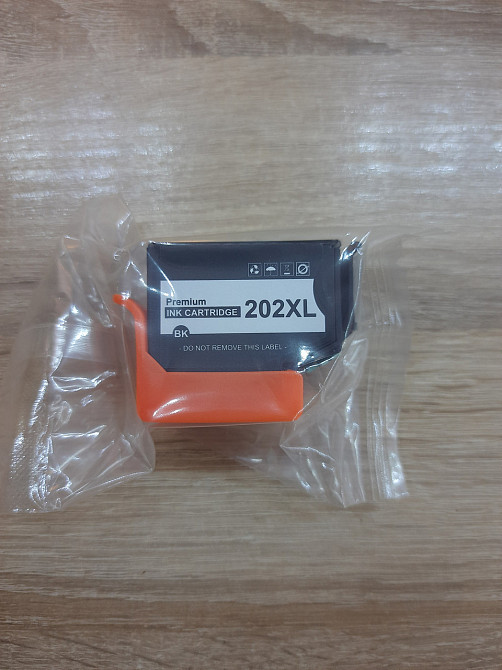 Premium
INK CARTRIDGE 202XL
BK
- DO NOT REMOVE THIS LABEL -